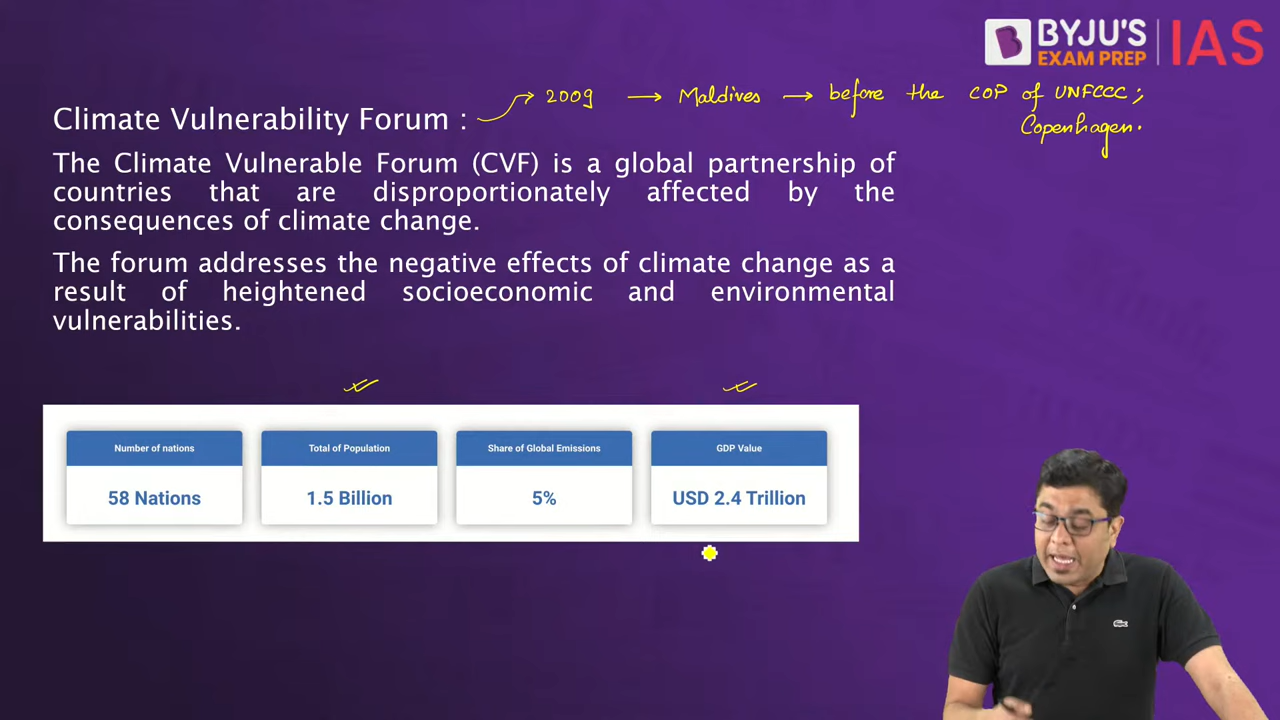 BYJU'S
EXAM PREP
IAS
2009 → Maldives → before the COP of UNFCCC;
Copenhagen.
Climate Vulnerability Forum :
The Climate Vulnerable Forum (CVF) is a global partnership of
countries that are disproportionately affected by the
consequences of climate change.
The forum addresses the negative effects of climate change as a
result of heightened socioeconomic and environmental
vulnerabilities.
Number of nations
58 Nations
Total of Population
1.5 Billion
Share of Global Emissions
5%
GDP Value
USD 2.4 Trillion